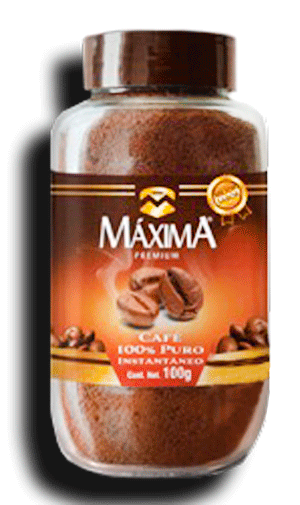 MÁXIMA
PREMIUM
CAFÉ
100% PURO
INSTANTÁNEO
Cont. Net. 100g